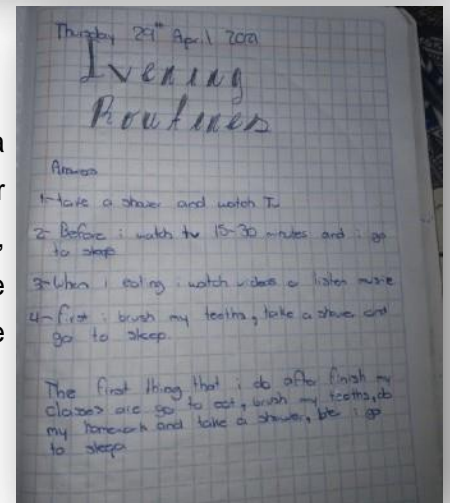 Thursday 29th April 2021
Evening
Routines
Answers
1-take a shower and watch Tv
2- Before i watch tv 15-30 minutes and i go
to sleep
3-When i eating i watch videos or listen music
4- first i brush my teeths, take a shower and
go to sleep.
The first thing that i do after finish my
classes are go to eat, brush my teeths, do
my homework and take a shower, i go
to sleep
a
r
,
e
e